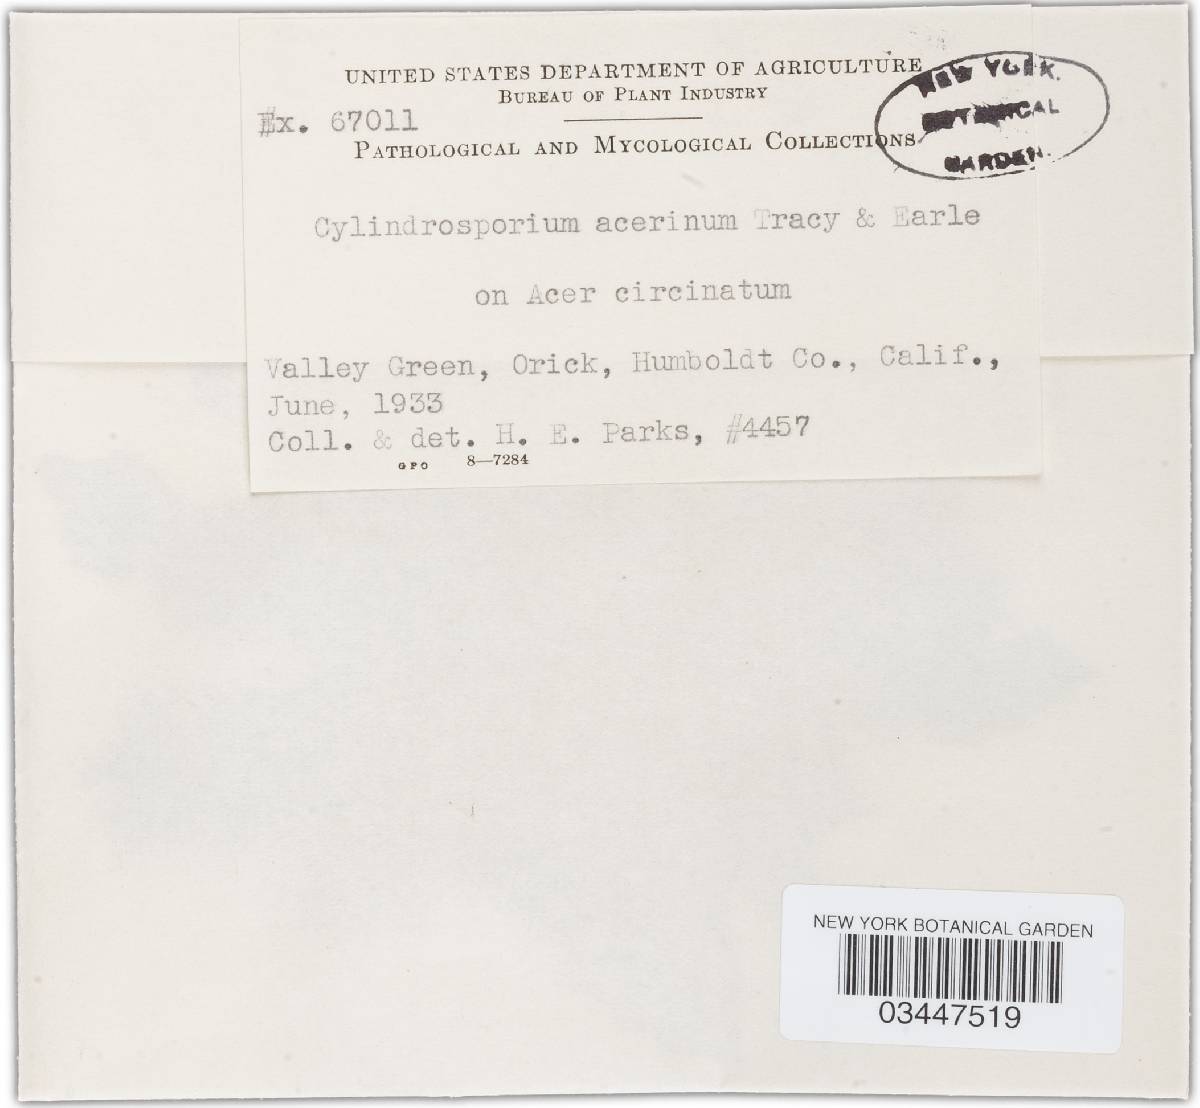 UNITED STATES DEPARTMENT OF AGRICULTURE
BUREAU OF PLANT INDUSTRY
Ex. 67011
PATHOLOGICAL AND MYCOLOGICAL COLLECTIONS
NEW YORK
BOTANICAL
GARDEN.
Cylindrosporium acerinum Tracy & Earle
on Acer circinatum
Valley Green, Orick, Humboldt Co., Calif.,
June, 1933
Coll. & det. H. E. Parks, #4457
GPO 8—7284
NEW YORK BOTANICAL GARDEN
03447519